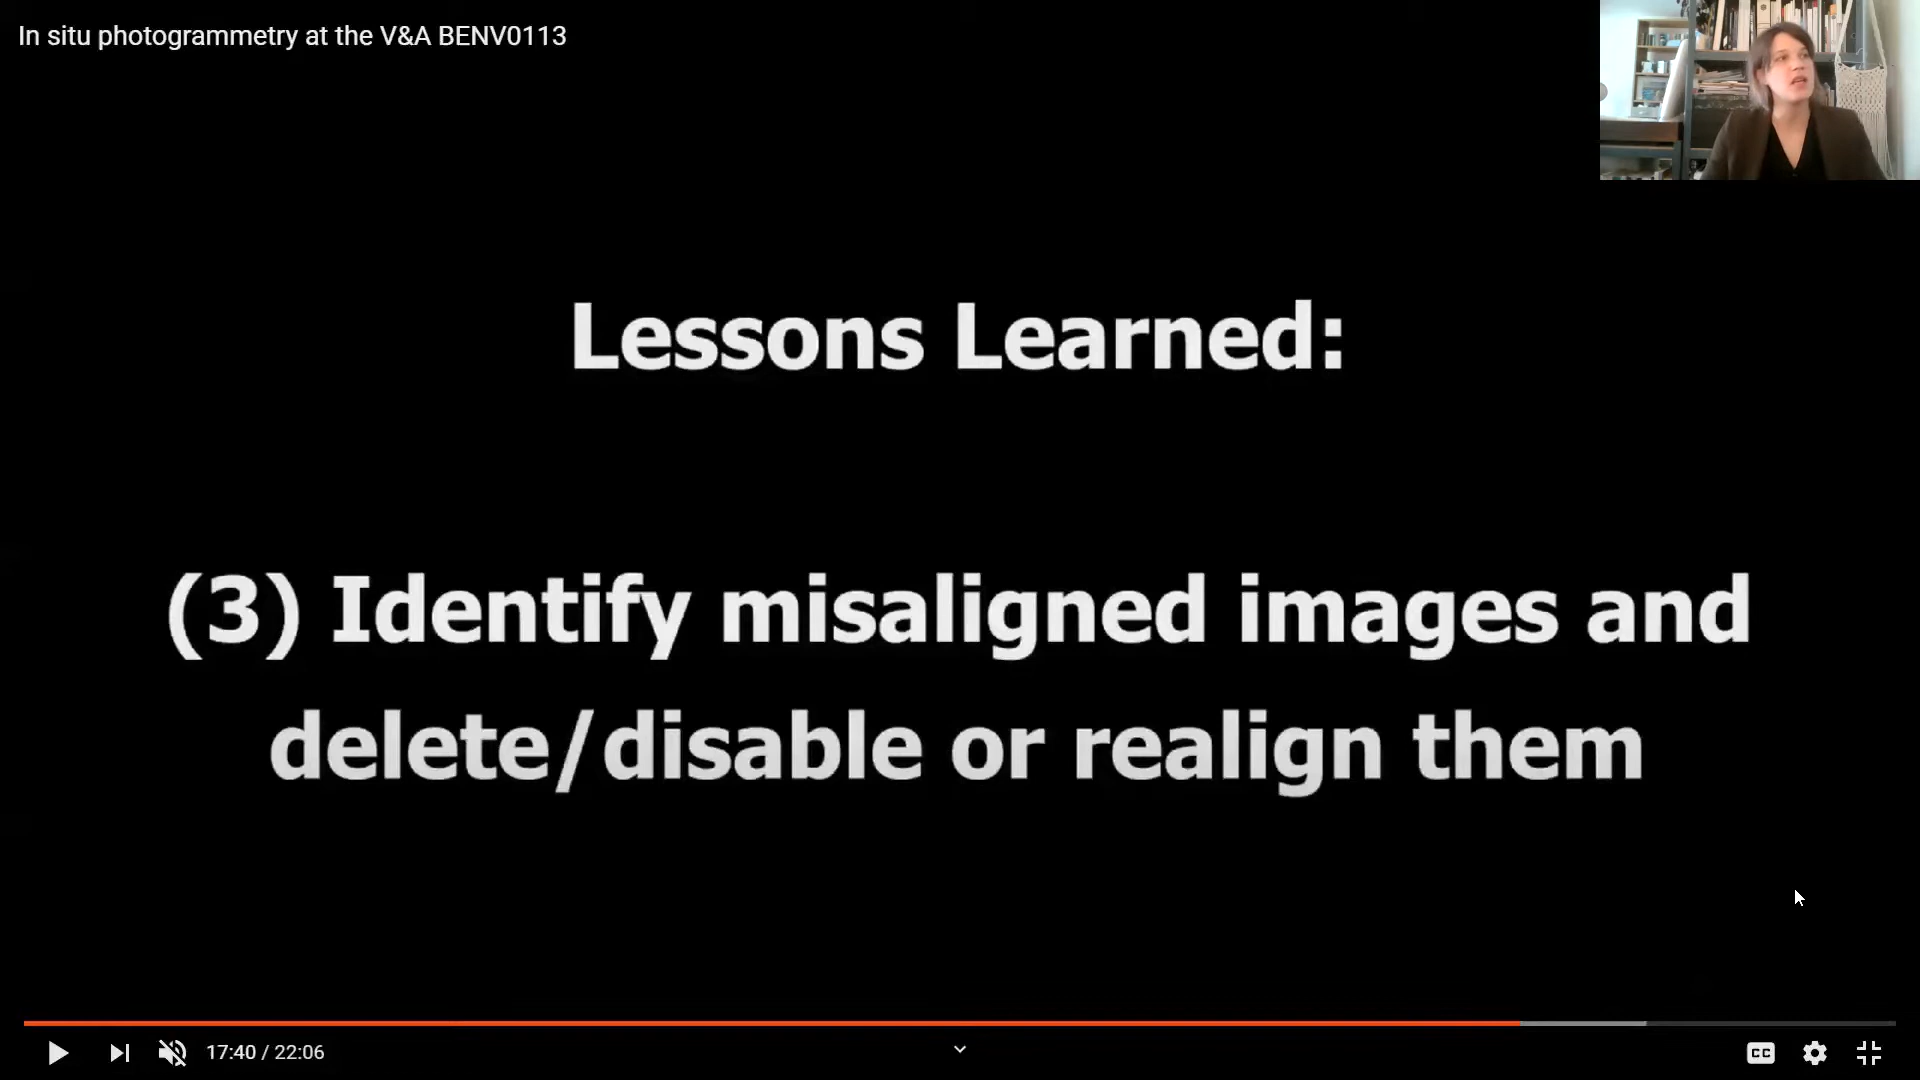 In situ photogrammetry at the V&A BENV0113
Lessons Learned:
(3) Identify misaligned images and
delete/disable or realign them
17:40 / 22:06
CC